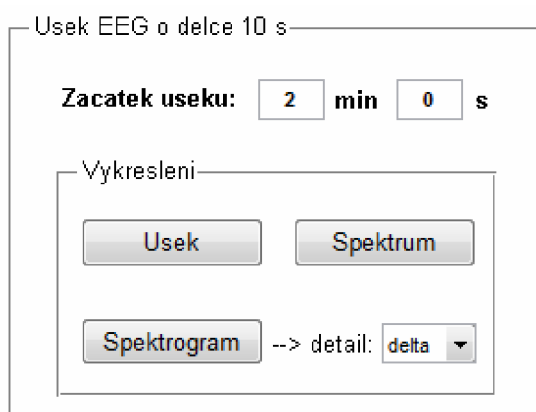 Usek EEG o delce 10 s
Zacatek useku: 2 min 0 s
Vykresleni
Usek Spektrum
Spektrogram --> detail: delta